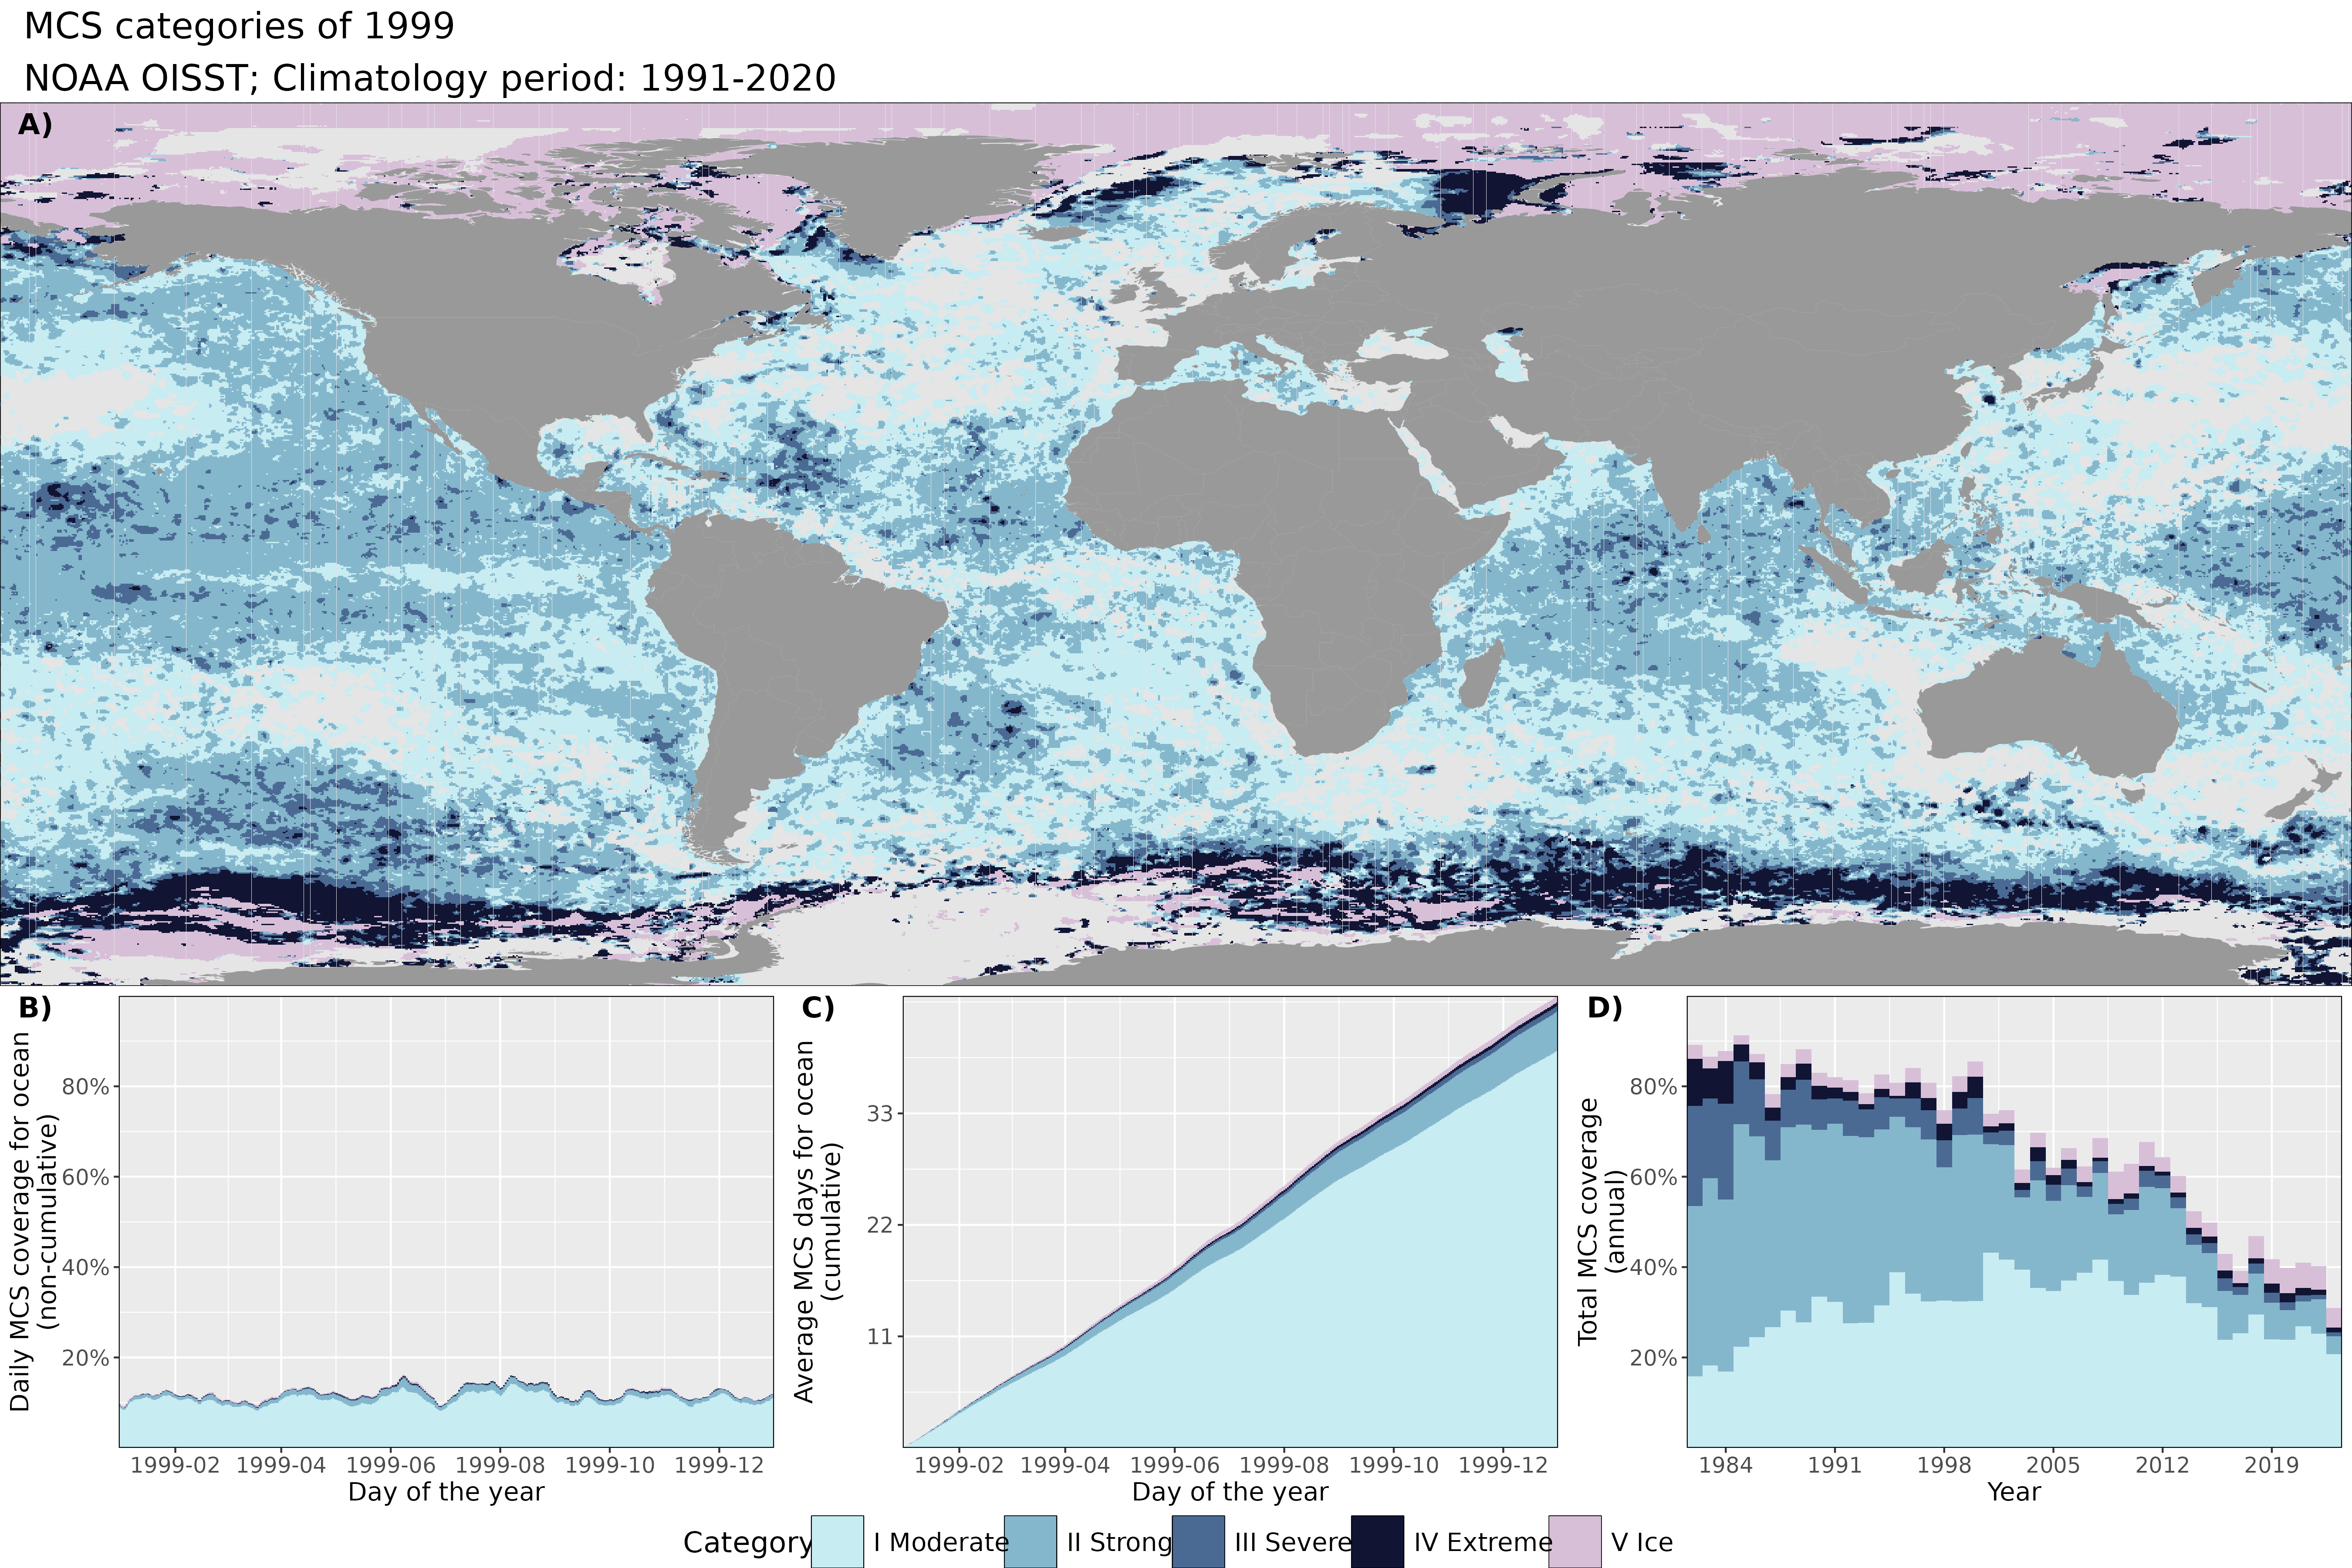 MCS categories of 1999
NOAA OISST; Climatology period: 1991-2020
A)
B)
Daily MCS coverage for ocean
(non-cumulative)
80%
60%
40%
20%
1999-02 1999-04 1999-06 1999-08 1999-10 1999-12
Day of the year
C)
Average MCS days for ocean
(cumulative)
33
22
11
1999-02 1999-04 1999-06 1999-08 1999-10 1999-12
Day of the year
D)
Total MCS coverage
(annual)
80%
60%
40%
20%
1984 1991 1998 2005 2012 2019
Year
Category I Moderate II Strong III Severe IV Extreme V Ice